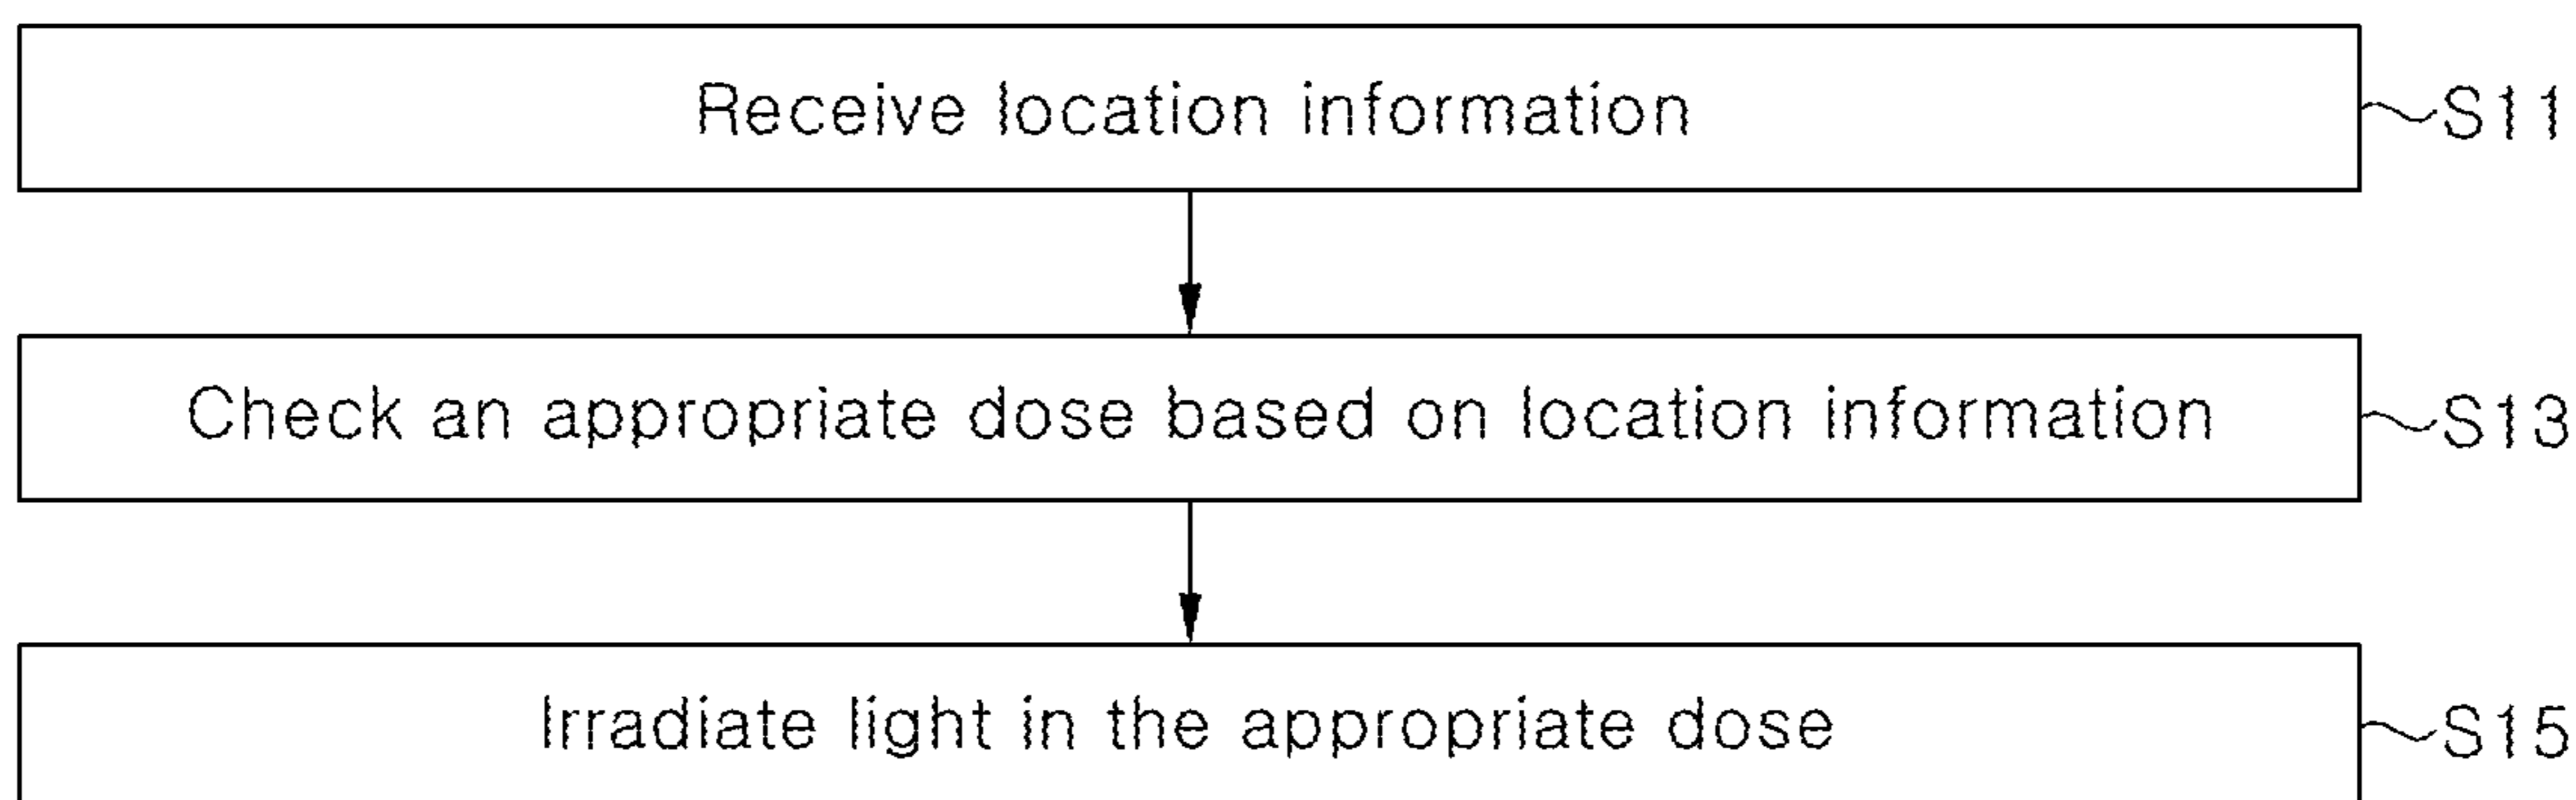 Receive location information S11
Check an appropriate dose based on location information S13
Irradiate light in the appropriate dose S15